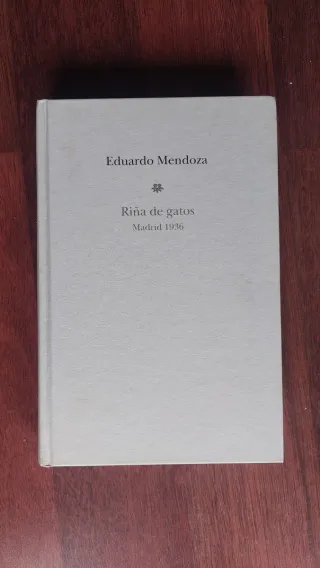 Eduardo Mendoza
Riña de gatos
Madrid 1936